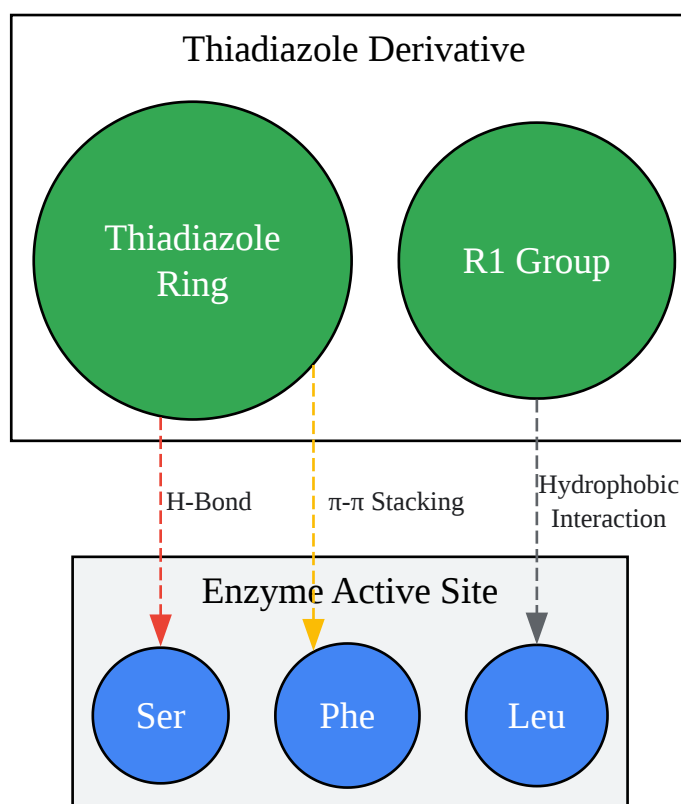 Thiadiazole Derivative
Thiadiazole
Ring
R1 Group
H-Bond
π-π Stacking
Hydrophobic
Interaction
Enzyme Active Site
Ser
Phe
Leu